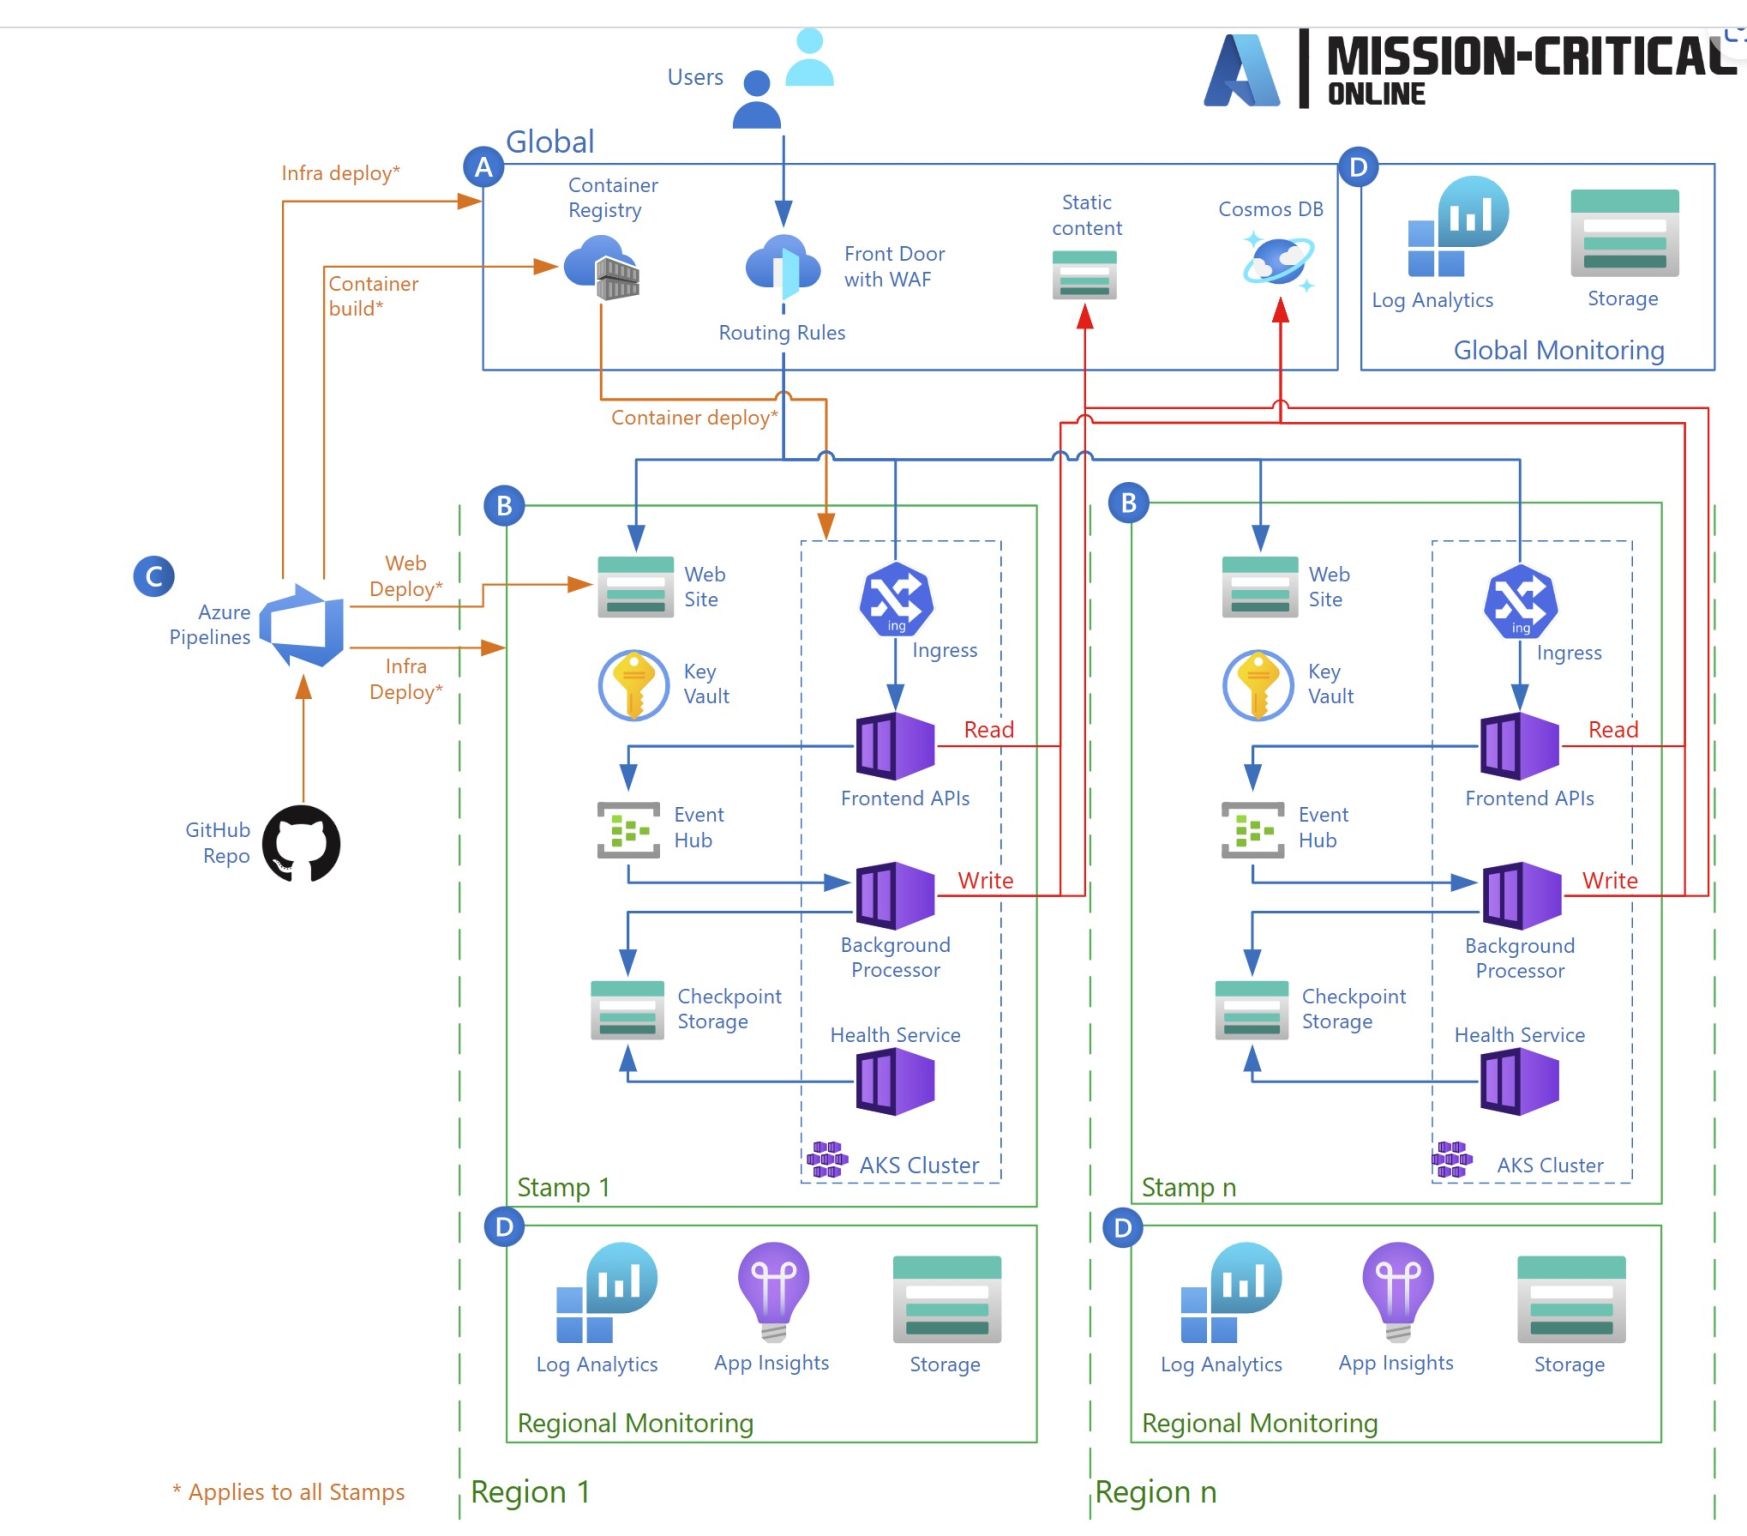 MISSION-CRITICAL
ONLINE
Users
Global
A
D
Infra deploy*
Container
Registry
Static
content
Cosmos DB
Front Door
with WAF
Container
build*
Log Analytics
Storage
Routing Rules
Global Monitoring
Container deploy*
B
B
C
Azure
Pipelines
Web
Deploy*
Infra
Deploy*
GitHub
Repo
Web
Site
ing
Ingress
Key
Vault
Read
Frontend APIs
Event
Hub
Write
Background
Processor
Checkpoint
Storage
Health Service
AKS Cluster
Stamp 1
Web
Site
ing
Ingress
Key
Vault
Read
Frontend APIs
Event
Hub
Write
Background
Processor
Checkpoint
Storage
Health Service
AKS Cluster
Stamp n
D
Log Analytics
App Insights
Storage
Regional Monitoring
D
Log Analytics
App Insights
Storage
Regional Monitoring
* Applies to all Stamps
Region 1
Region n